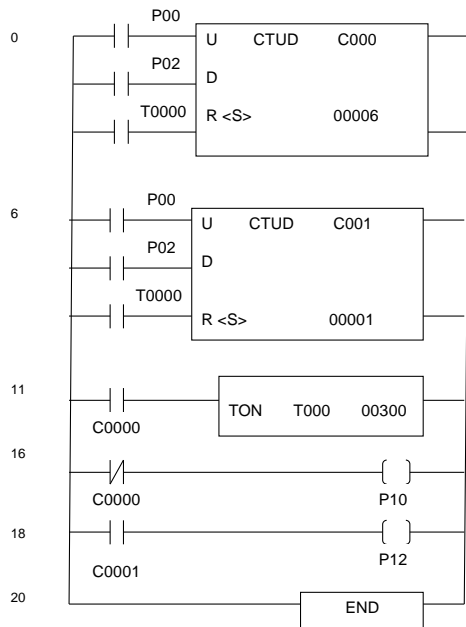 P00
0
U CTUD C000
P02
D
T0000
R <S> 00006
P00
6
U CTUD C001
P02
D
T0000
R <S> 00001
11
TON T000 00300
C0000
16
C0000
P10
18
C0001
P12
20
END